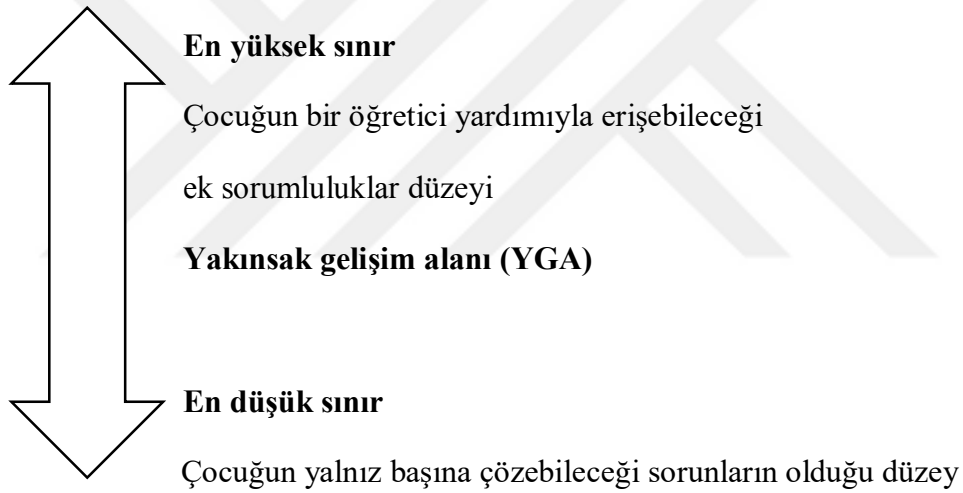 En yüksek sınır
Çocuğun bir öğretici yardımıyla erişebileceği
ek sorumluluklar düzeyi
Yakınsak gelişim alanı (YGA)
En düşük sınır
Çocuğun yalnız başına çözebileceği sorunların olduğu düzey